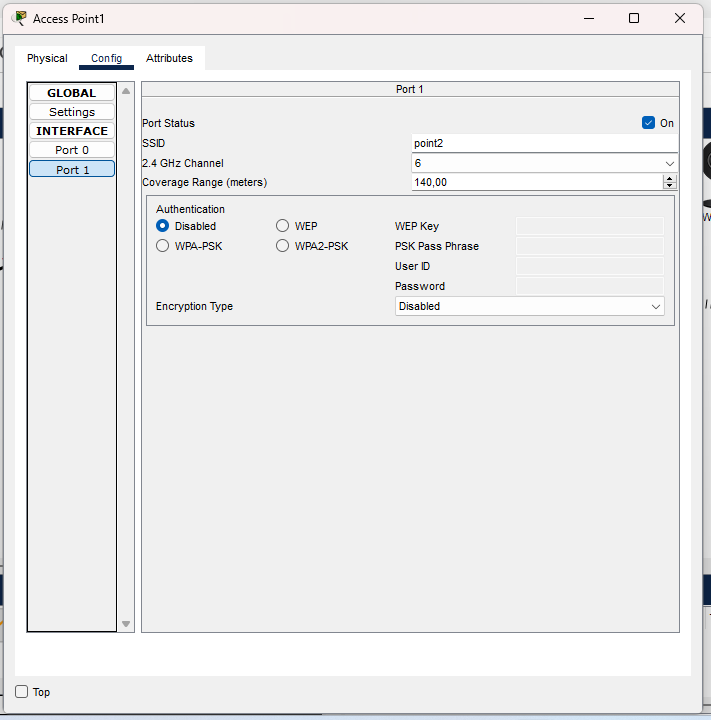 Access Point1
Physical Config Attributes
GLOBAL
Settings
INTERFACE
Port 0
Port 1
Port 1
Port Status On
SSID point2
2.4 GHz Channel 6
Coverage Range (meters) 140,00
Authentication
Disabled WEP WEP Key
WPA-PSK WPA2-PSK PSK Pass Phrase
User ID
Password
Encryption Type Disabled
Top